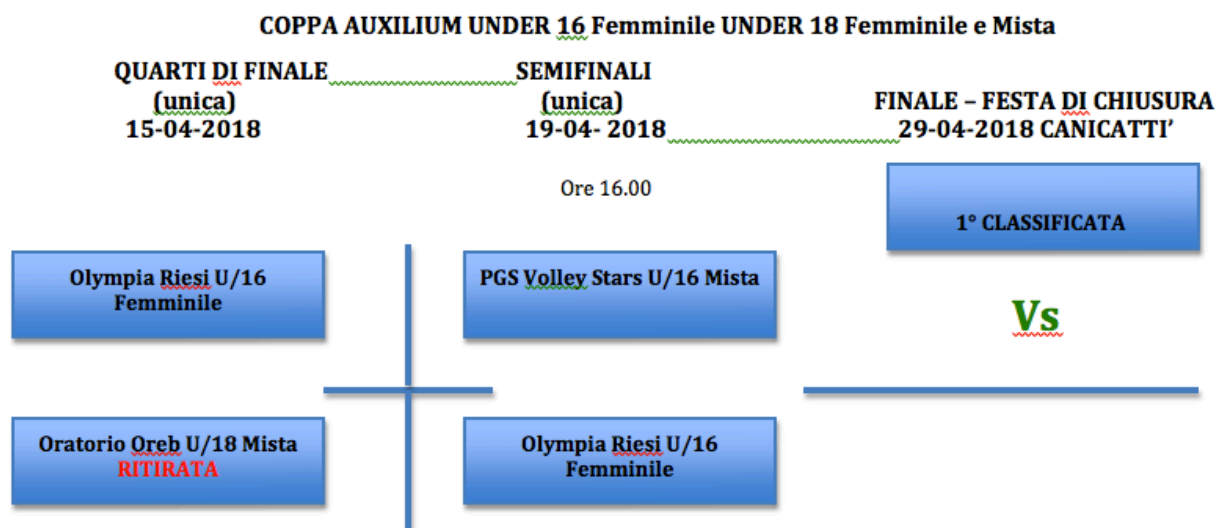 COPPA AUXILIUM UNDER 16 Femminile UNDER 18 Femminile e Mista
QUARTI DI FINALE SEMIFINALI
(unica) (unica) FINALE – FESTA DI CHIUSURA
15-04-2018 19-04- 2018 29-04-2018 CANICATTI’
Ore 16.00
1° CLASSIFICATA
Olympia Riesi U/16
Femminile
PGS Volley Stars U/16 Mista
Vs
Oratorio Oreb U/18 Mista
RITIRATA
Olympia Riesi U/16
Femminile